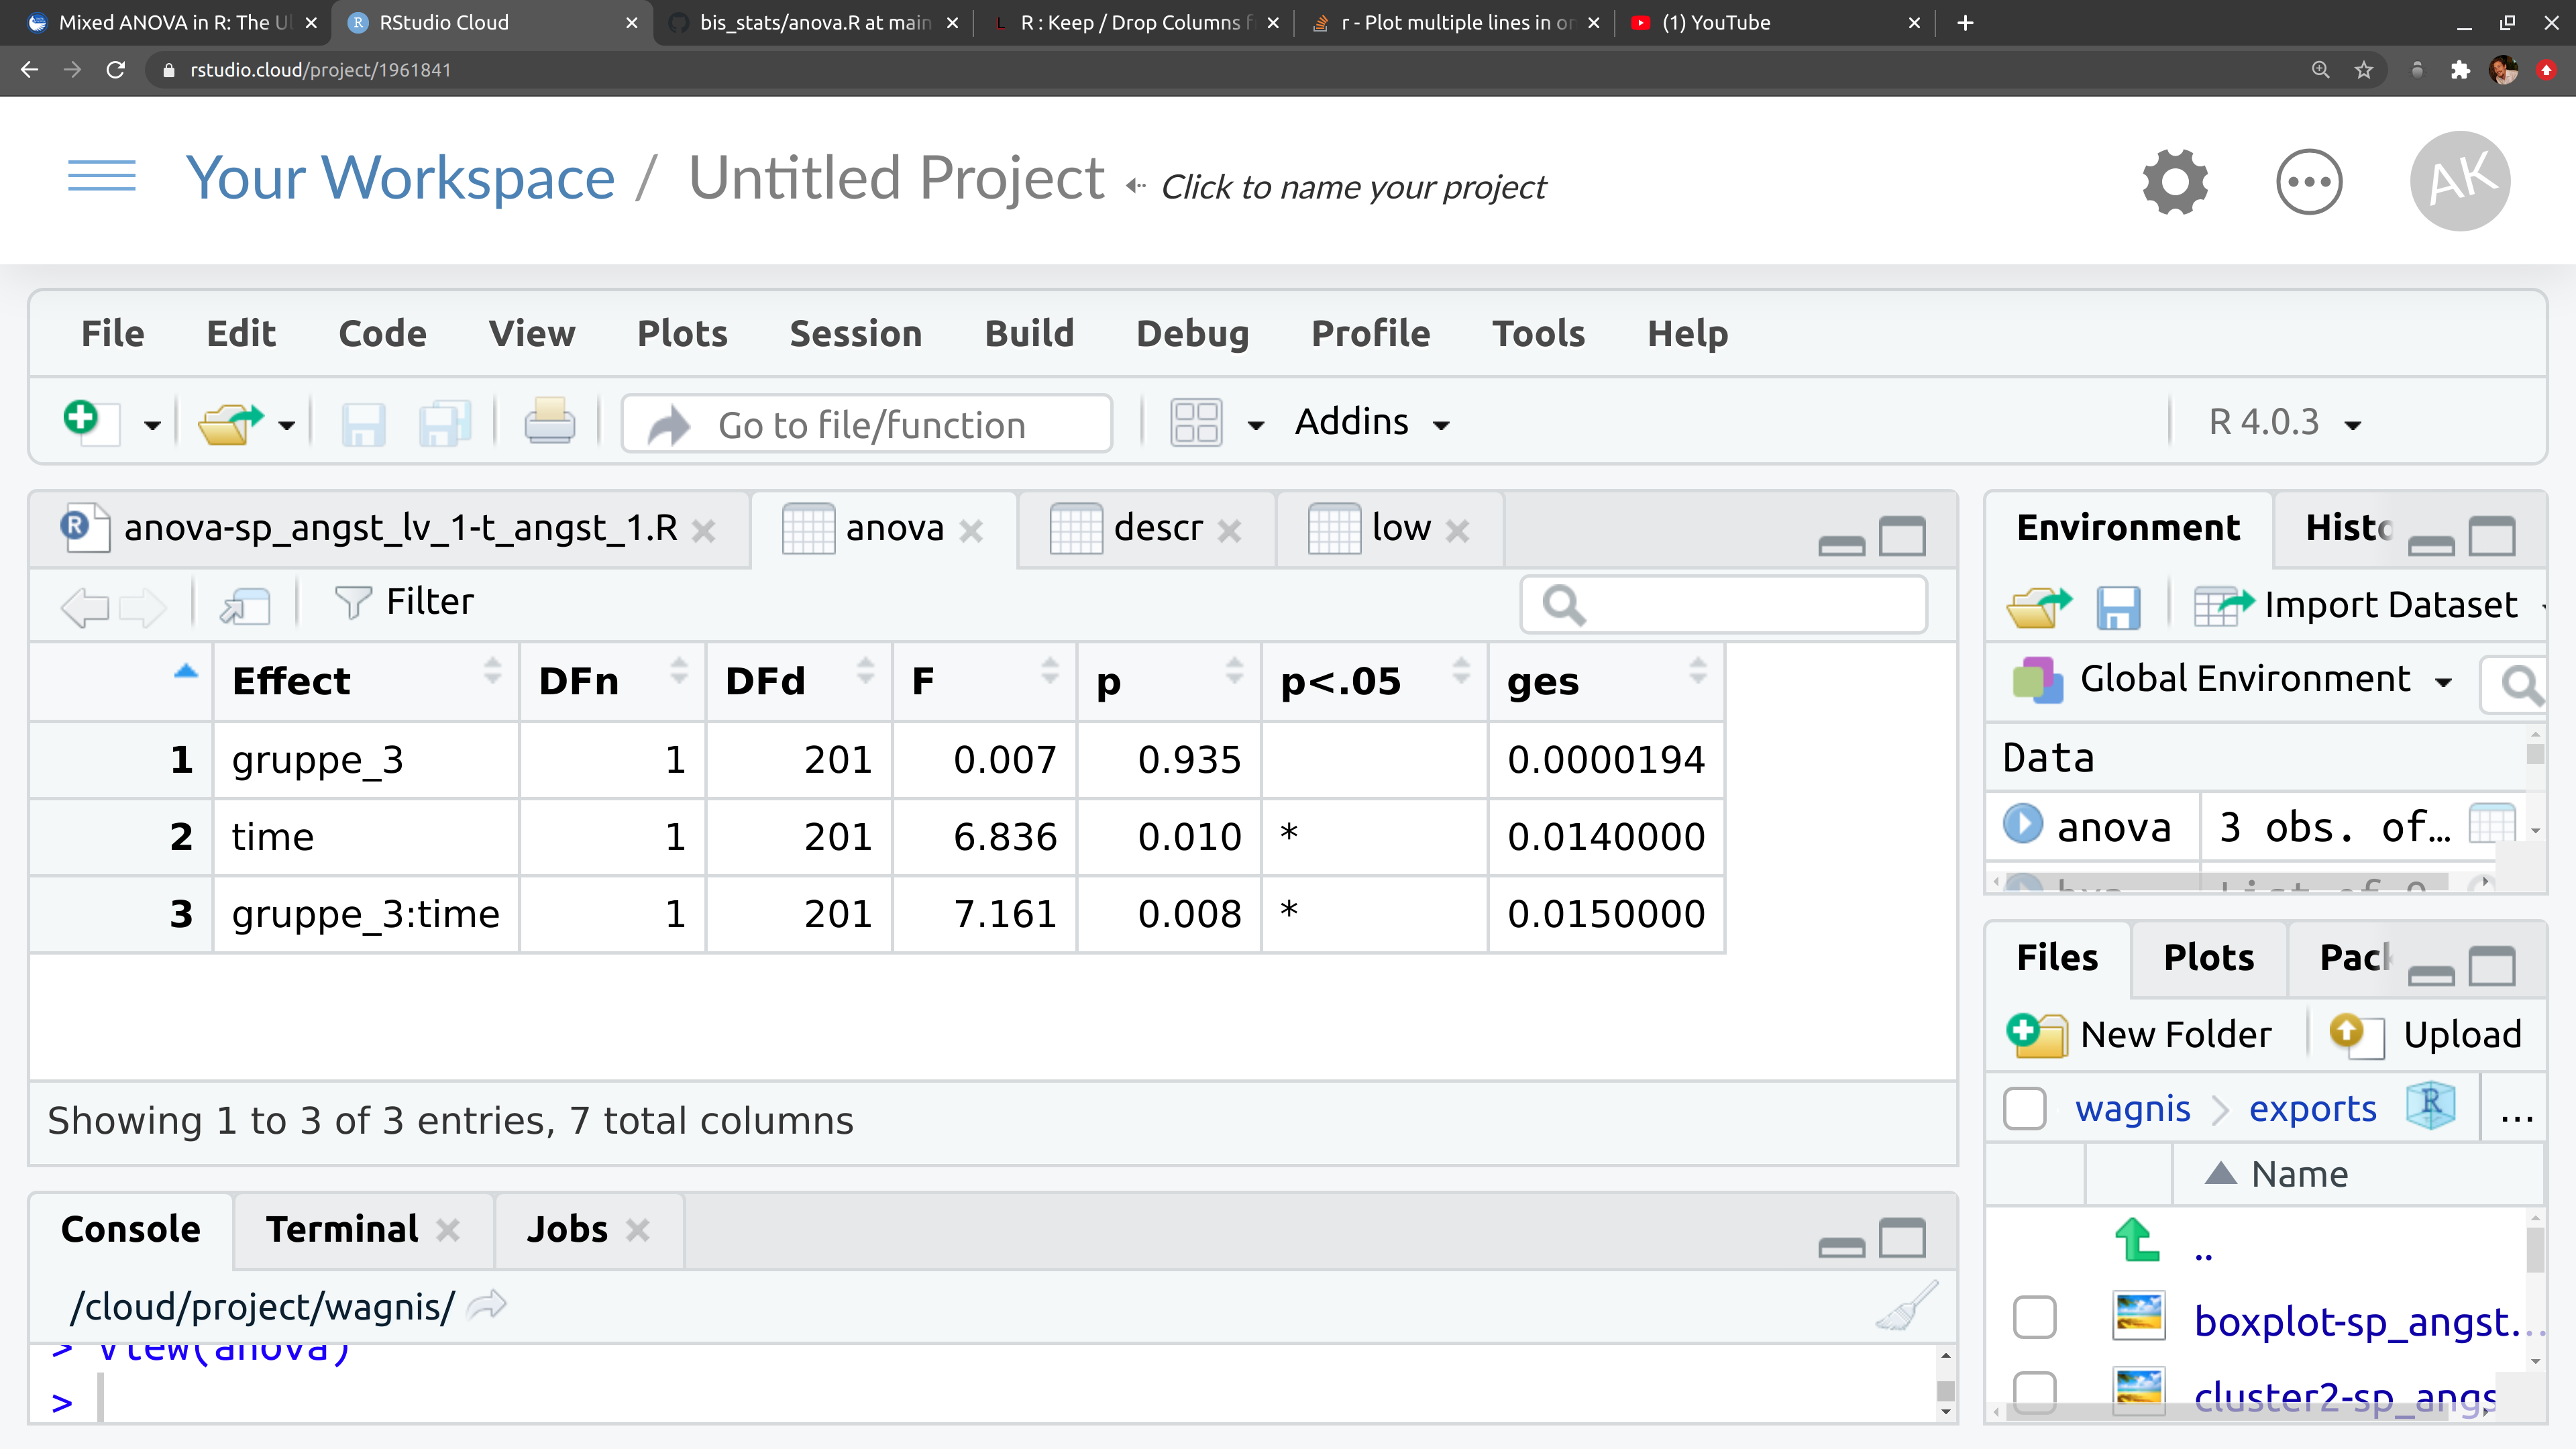 Mixed ANOVA in R: The Ul
RStudio Cloud
bis_stats/anova.R at main
R : Keep / Drop Columns f
r - Plot multiple lines in or
(1) YouTube
rstudio.cloud/project/1961841
Your Workspace / Untitled Project Click to name your project
AK
File Edit Code View Plots Session Build Debug Profile Tools Help
Go to file/function Addins R 4.0.3
anova-sp_angst_lv_1-t_angst_1.R anova descr low
Filter
Effect DFn DFd F p p<.05 ges
1 gruppe_3 1 201 0.007 0.935 0.0000194
2 time 1 201 6.836 0.010 * 0.0140000
3 gruppe_3:time 1 201 7.161 0.008 * 0.0150000
Showing 1 to 3 of 3 entries, 7 total columns
Console Terminal Jobs
/cloud/project/wagnis/
> View(anova)
>
Environment Histo
Import Dataset
Global Environment
Data
anova 3 obs. of…
Files Plots Pack
New Folder Upload
wagnis exports R ...
Name
..
boxplot-sp_angst…
cluster2-sp_angs